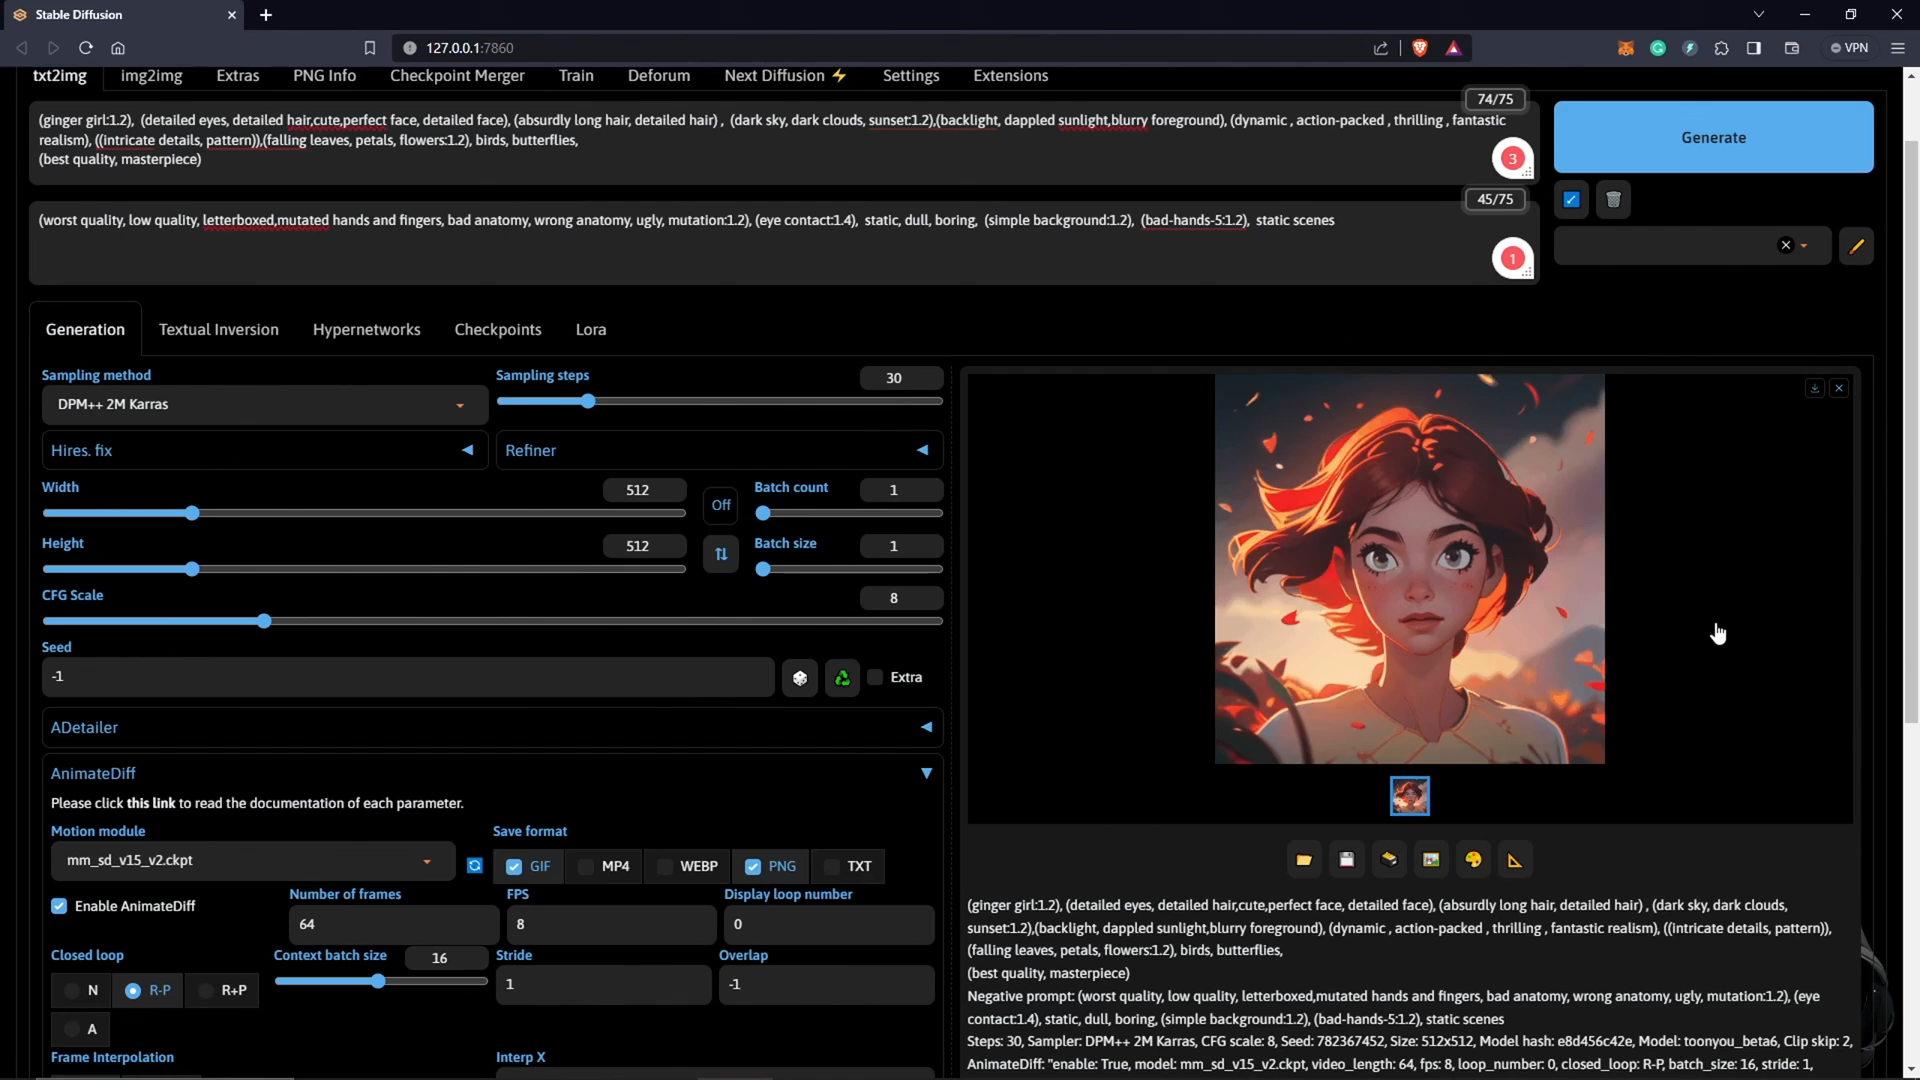 Stable Diffusion
127.0.0.1:7860
VPN
txt2img img2img Extras PNG Info Checkpoint Merger Train Deforum Next Diffusion ⚡ Settings Extensions
74/75
(ginger girl:1.2), (detailed eyes, detailed hair,cute,perfect face, detailed face), (absurdly long hair, detailed hair) , (dark sky, dark clouds, sunset:1.2),(backlight, dappled sunlight,blurry foreground), (dynamic , action-packed , thrilling , fantastic
realism), ((intricate details, pattern)),(falling leaves, petals, flowers:1.2), birds, butterflies,
(best quality, masterpiece)
3
Generate
45/75
(worst quality, low quality, letterboxed,mutated hands and fingers, bad anatomy, wrong anatomy, ugly, mutation:1.2), (eye contact:1.4), static, dull, boring, (simple background:1.2), (bad-hands-5:1.2), static scenes
1
Generation Textual Inversion Hypernetworks Checkpoints Lora
Sampling method
DPM++ 2M Karras
Sampling steps
30
Hires. fix
Refiner
Width
512
Off
Batch count
1
Height
512
Batch size
1
CFG Scale
8
Seed
-1
Extra
ADetailer
AnimateDiff
Please click this link to read the documentation of each parameter.
Motion module
mm_sd_v15_v2.ckpt
Save format
GIF MP4 WEBP PNG TXT
Enable AnimateDiff
Number of frames
64
FPS
8
Display loop number
0
Closed loop
N R-P R+P
A
Context batch size
16
Stride
1
Overlap
-1
Frame Interpolation
Interp X
(ginger girl:1.2), (detailed eyes, detailed hair,cute,perfect face, detailed face), (absurdly long hair, detailed hair) , (dark sky, dark clouds,
sunset:1.2),(backlight, dappled sunlight,blurry foreground), (dynamic , action-packed , thrilling , fantastic realism), ((intricate details, pattern)),
(falling leaves, petals, flowers:1.2), birds, butterflies,
(best quality, masterpiece)
Negative prompt: (worst quality, low quality, letterboxed,mutated hands and fingers, bad anatomy, wrong anatomy, ugly, mutation:1.2), (eye
contact:1.4), static, dull, boring, (simple background:1.2), (bad-hands-5:1.2), static scenes
Steps: 30, Sampler: DPM++ 2M Karras, CFG scale: 8, Seed: 782367452, Size: 512x512, Model hash: e8d456c42e, Model: toonyou_beta6, Clip skip: 2,
AnimateDiff: "enable: True, model: mm_sd_v15_v2.ckpt, video_length: 64, fps: 8, loop_number: 0, closed_loop: R-P, batch_size: 16, stride: 1,